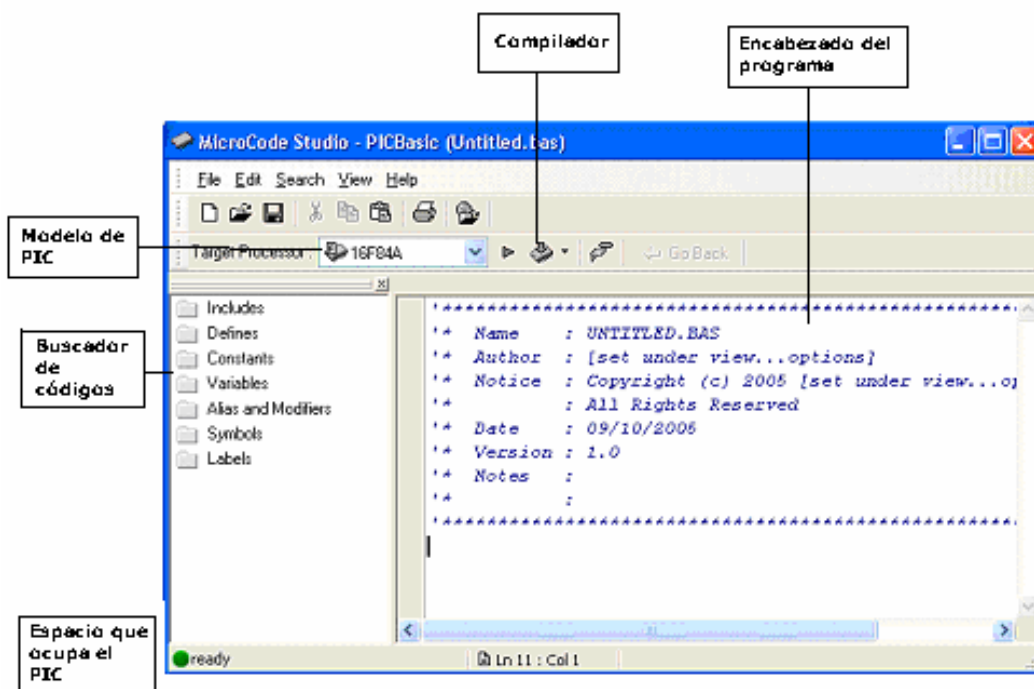 Compilador
Encabezado del
programa
MicroCode Studio - PICBasic (Untitled.bas)
File Edit Search View Help
Modelo de
PIC
Target Processor: 16F84A
Go Back
Buscador
de
códigos
Includes
Defines
Constants
Variables
Alias and Modifiers
Symbols
Labels
'*****************************************************
'* Name : UNTITLED.BAS
'* Author : [set under view...options]
'* Notice : Copyright (c) 2005 [set under view...op
'* : All Rights Reserved
'* Date : 09/10/2005
'* Version : 1.0
'* Notes :
'* :
'*****************************************************
Espacio que
ocupa el
PIC
ready
Ln 11 : Col 1